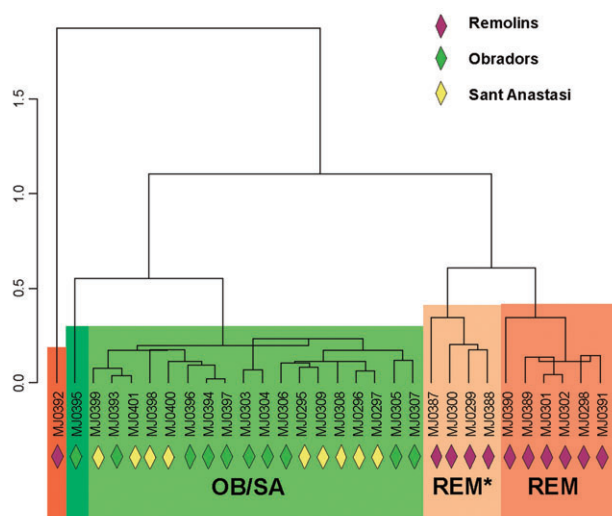 Remolins
Obradors
Sant Anastasi
1.5
1.0
0.5
0.0
MJ0392
MJ0395
MJ0399
MJ0393
MJ0401
MJ0398
MJ0400
MJ0396
MJ0394
MJ0397
MJ0303
MJ0304
MJ0306
MJ0295
MJ0309
MJ0308
MJ0296
MJ0297
MJ0305
MJ0307
MJ0387
MJ0300
MJ0299
MJ0388
MJ0390
MJ0389
MJ0301
MJ0302
MJ0298
MJ0391
OB/SA
REM*
REM